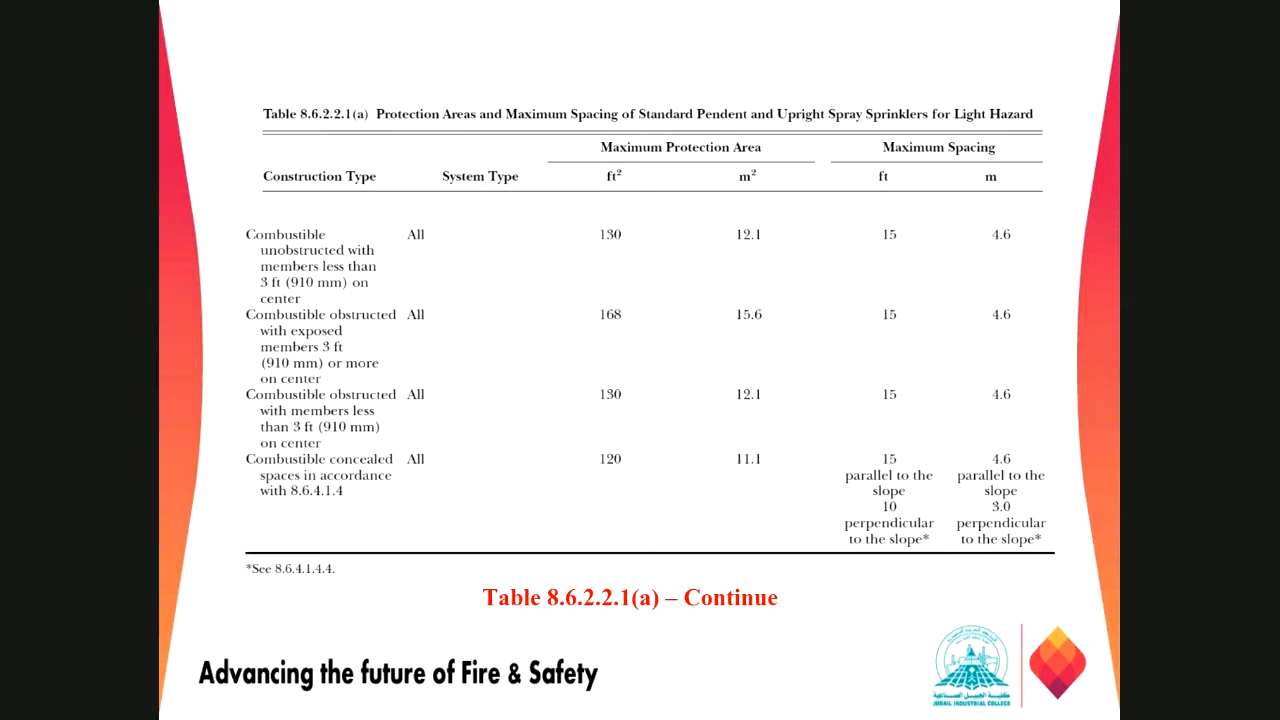 Table 8.6.2.2.1(a) Protection Areas and Maximum Spacing of Standard Pendent and Upright Spray Sprinklers for Light Hazard
Maximum Protection Area Maximum Spacing
Construction Type System Type ft² m² ft m
Combustible All 130 12.1 15 4.6
unobstructed with
members less than
3 ft (910 mm) on
center
Combustible obstructed All 168 15.6 15 4.6
with exposed
members 3 ft
(910 mm) or more
on center
Combustible obstructed All 130 12.1 15 4.6
with members less
than 3 ft (910 mm)
on center
Combustible concealed All 120 11.1 15 4.6
spaces in accordance parallel to the parallel to the
with 8.6.4.1.4 slope slope
10 3.0
perpendicular perpendicular
to the slope* to the slope*
*See 8.6.4.1.4.4.
Table 8.6.2.2.1(a) – Continue
Advancing the future of Fire & Safety
كلية الجبيل الصناعية
JUBAIL INDUSTRIAL COLLEGE